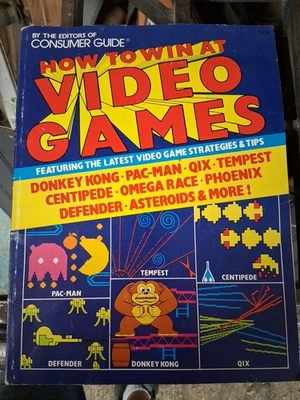 BY THE EDITORS OF
CONSUMER GUIDE®
HOW TO WIN AT
VIDEO
GAMES
FEATURING THE LATEST VIDEO GAME STRATEGIES & TIPS
DONKEY KONG · PAC-MAN · QIX · TEMPEST
CENTIPEDE · OMEGA RACE · PHOENIX
DEFENDER · ASTEROIDS & MORE!
PAC-MAN
TEMPEST
CENTIPEDE
DEFENDER
DONKEY KONG
QIX